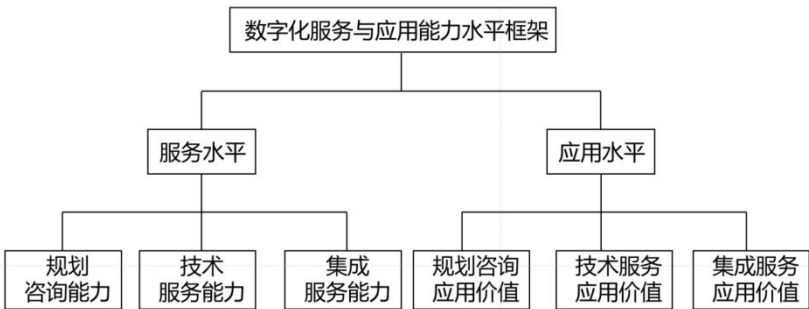 数字化服务与应用能力水平框架
服务水平
应用水平
规划
咨询能力
技术
服务能力
集成
服务能力
规划咨询
应用价值
技术服务
应用价值
集成服务
应用价值